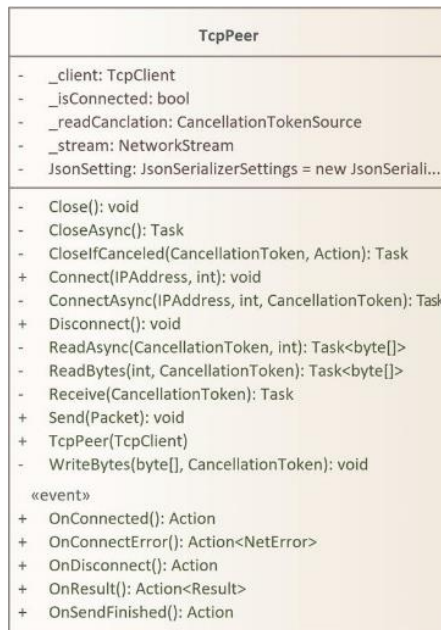 TcpPeer
- _client: TcpClient
- _isConnected: bool
- _readCanclation: CancellationTokenSource
- _stream: NetworkStream
- JsonSetting: JsonSerializerSettings = new JsonSeriali...
- Close(): void
- CloseAsync(): Task
- CloseIfCanceled(CancellationToken, Action): Task
+ Connect(IPAddress, int): void
- ConnectAsync(IPAddress, int, CancellationToken): Task
+ Disconnect(): void
- ReadAsync(CancellationToken, int): Task<byte[]>
- ReadBytes(int, CancellationToken): Task<byte[]>
- Receive(CancellationToken): Task
+ Send(Packet): void
+ TcpPeer(TcpClient)
- WriteBytes(byte[], CancellationToken): void
«event»
+ OnConnected(): Action
+ OnConnectError(): Action<NetError>
+ OnDisconnect(): Action
+ OnResult(): Action<Result>
+ OnSendFinished(): Action